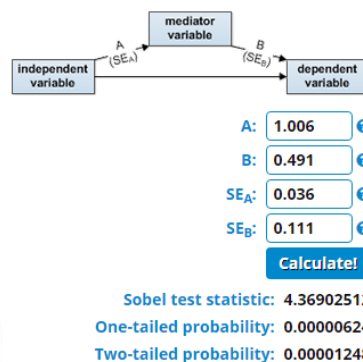 mediator
variable
A
(SEA)
B
(SEB)
independent
variable
dependent
variable
A: 1.006
B: 0.491
SEA: 0.036
SEB: 0.111
Calculate!
Sobel test statistic: 4.3690251
One-tailed probability: 0.0000062
Two-tailed probability: 0.0000124